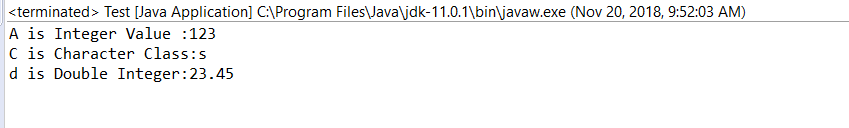 <terminated> Test [Java Application] C:\Program Files\Java\jdk-11.0.1\bin\javaw.exe (Nov 20, 2018, 9:52:03 AM)
A is Integer Value :123
C is Character Class:s
d is Double Integer:23.45